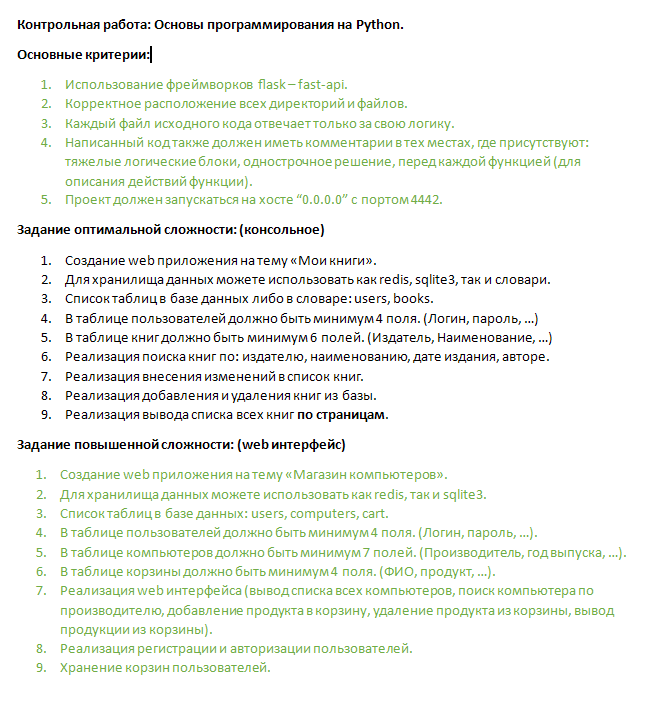 Контрольная работа: Основы программирования на Python.
Основные критерии:
1. Использование фреймворков flask – fast-api.
2. Корректное расположение всех директорий и файлов.
3. Каждый файл исходного кода отвечает только за свою логику.
4. Написанный код также должен иметь комментарии в тех местах, где присутствуют:
тяжелые логические блоки, однострочное решение, перед каждой функцией (для
описания действий функции).
5. Проект должен запускаться на хосте “0.0.0.0” с портом 4442.
Задание оптимальной сложности: (консольное)
1. Создание web приложения на тему «Мои книги».
2. Для хранилища данных можете использовать как redis, sqlite3, так и словари.
3. Список таблиц в базе данных либо в словаре: users, books.
4. В таблице пользователей должно быть минимум 4 поля. (Логин, пароль, …)
5. В таблице книг должно быть минимум 6 полей. (Издатель, Наименование, …)
6. Реализация поиска книг по: издателю, наименованию, дате издания, авторе.
7. Реализация внесения изменений в список книг.
8. Реализация добавления и удаления книг из базы.
9. Реализация вывода списка всех книг по страницам.
Задание повышенной сложности: (web интерфейс)
1. Создание web приложения на тему «Магазин компьютеров».
2. Для хранилища данных можете использовать как redis, так и sqlite3.
3. Список таблиц в базе данных: users, computers, cart.
4. В таблице пользователей должно быть минимум 4 поля. (Логин, пароль, …).
5. В таблице компьютеров должно быть минимум 7 полей. (Производитель, год выпуска, …).
6. В таблице корзины должно быть минимум 4 поля. (ФИО, продукт, …).
7. Реализация web интерфейса (вывод списка всех компьютеров, поиск компьютера по
производителю, добавление продукта в корзину, удаление продукта из корзины, вывод
продукции из корзины).
8. Реализация регистрации и авторизации пользователей.
9. Хранение корзин пользователей.